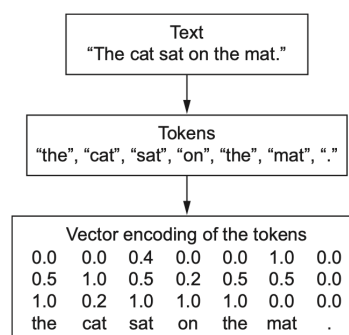 Text
“The cat sat on the mat.”
Tokens
“the”, “cat”, “sat”, “on”, “the”, “mat”, “.”
Vector encoding of the tokens
0.0 0.0 0.4 0.0 0.0 1.0 0.0
0.5 1.0 0.5 0.2 0.5 0.5 0.0
1.0 0.2 1.0 1.0 1.0 0.0 0.0
the cat sat on the mat .